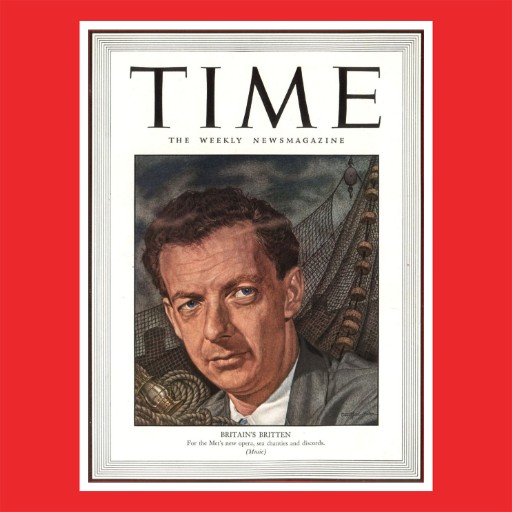 TIME
THE WEEKLY NEWSMAGAZINE
BRITAIN'S BRITTEN
For the Met's new opera, sea chanties and discords.
(Music)